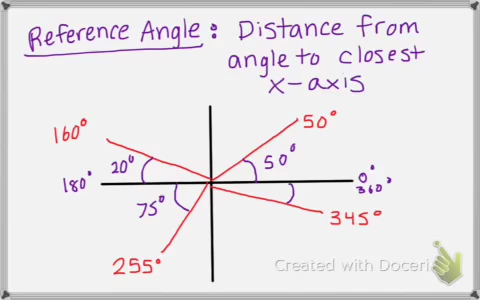 Reference Angle: Distance from
angle to closest
x-axis
160°
50°
20°
50°
180°
0°
360°
75°
345°
255°
Created with Doceri